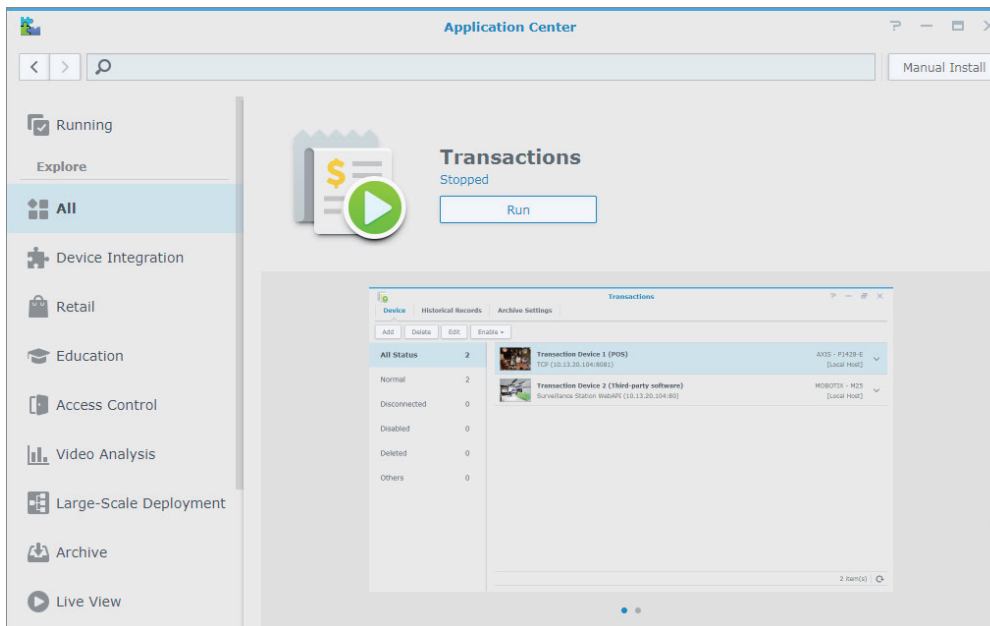 Application Center
Manual Install
Running
Explore
All
Device Integration
Retail
Education
Access Control
Video Analysis
Large-Scale Deployment
Archive
Live View
Transactions
Stopped
Run
Transactions
Device Historical Records Archive Settings
Add Delete Edit Enable
All Status 2
Normal 2
Disconnected 0
Disabled 0
Deleted 0
Others 0
Transaction Device 1 (POS) AXIS - P1428-E
TCP (10.13.20.104:8081) [Local Host]
Transaction Device 2 (Third-party software) MOBOTIX - M25
Surveillance Station WebAPI (10.13.20.104:80) [Local Host]
2 item(s)